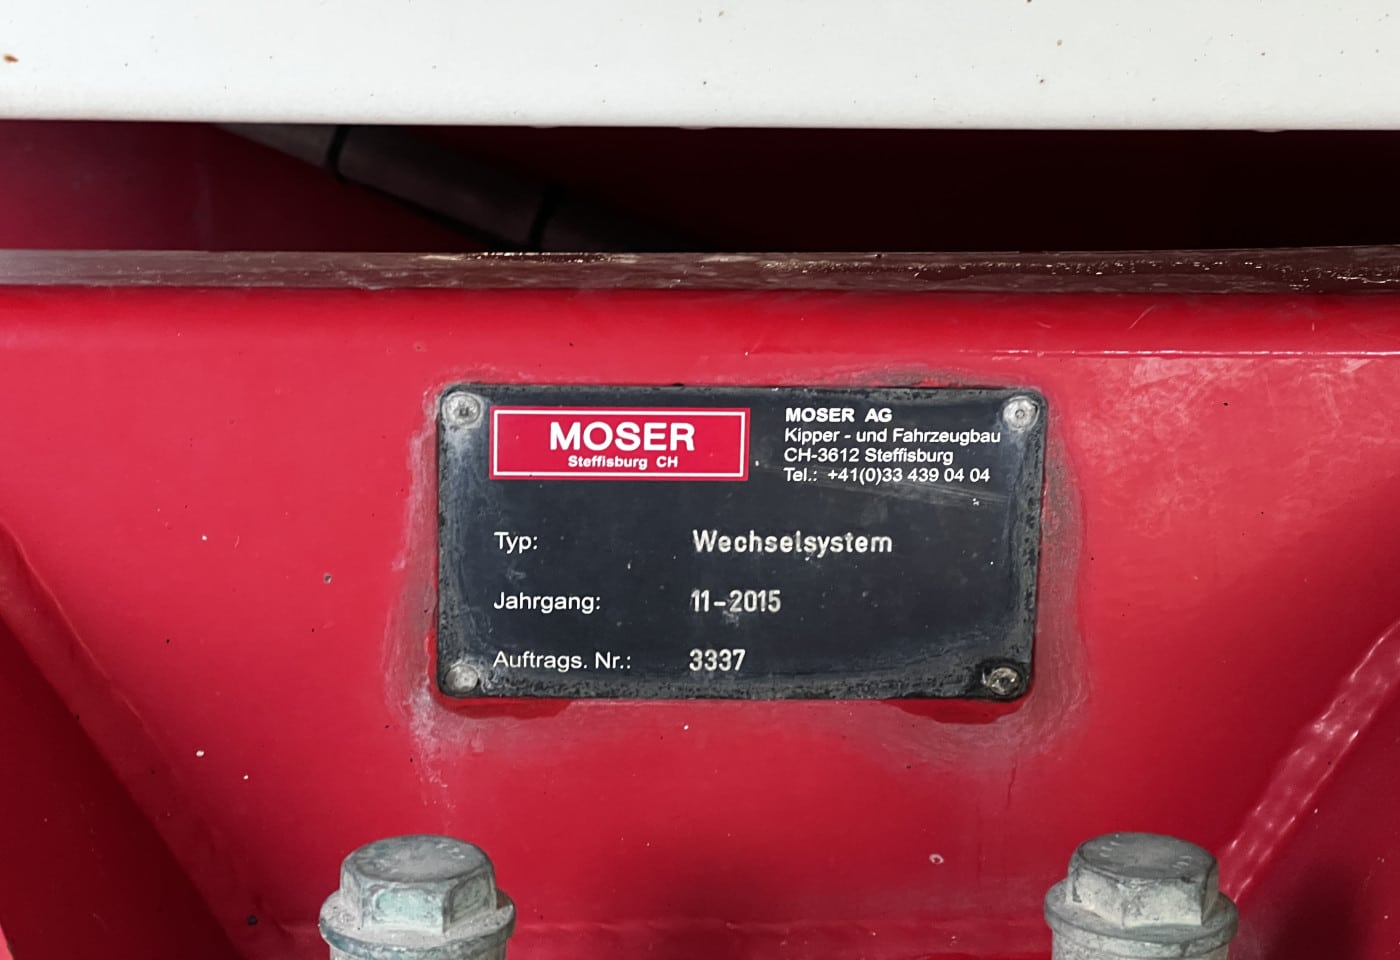 MOSER
Steffisburg CH
MOSER AG
Kipper - und Fahrzeugbau
CH-3612 Steffisburg
Tel.: +41(0)33 439 04 04
Typ: Wechselsystem
Jahrgang: 11-2015
Auftrags. Nr.: 3337